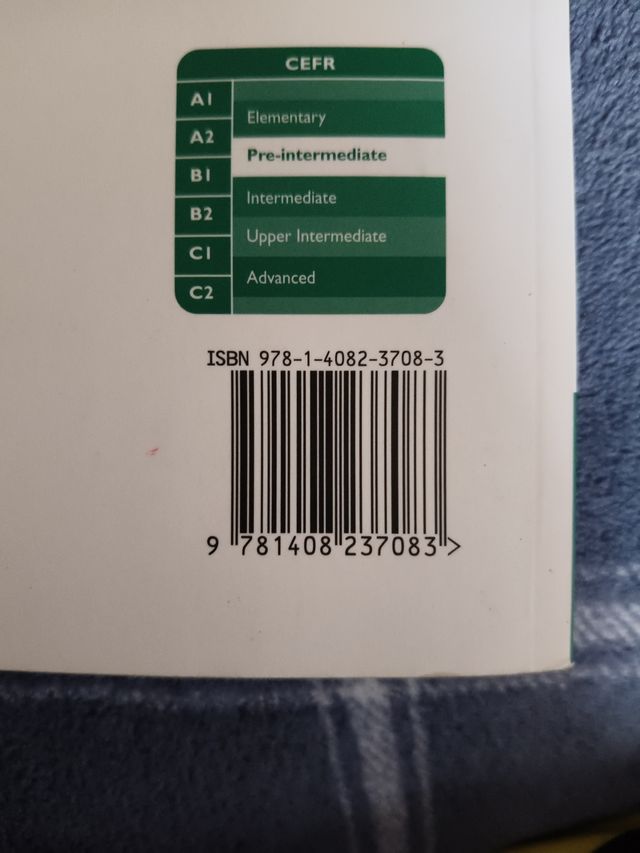 CEFR
A1
Elementary
A2
Pre-intermediate
B1
Intermediate
B2
Upper Intermediate
C1
Advanced
C2
ISBN 978-1-4082-3708-3
9 781408 237083 >